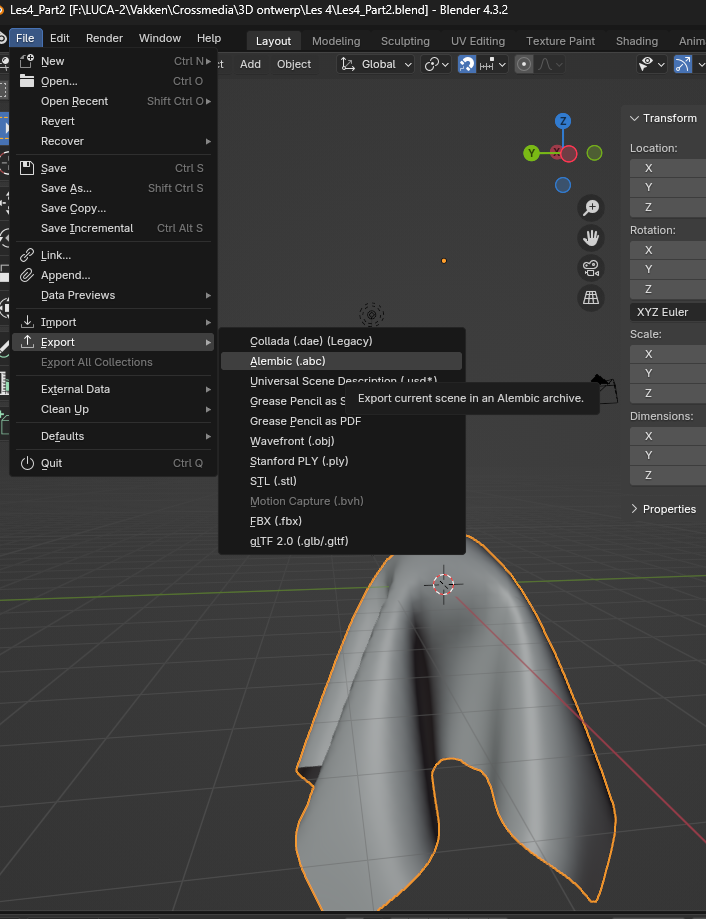 Les4_Part2 [F:\LUCA-2\Vakken\Crossmedia\3D ontwerp\Les 4\Les4_Part2.blend] - Blender 4.3.2
File Edit Render Window Help Layout Modeling Sculpting UV Editing Texture Paint Shading Anim
Add Object Global
New Ctrl N
Open... Ctrl O
Open Recent Shift Ctrl O
Revert
Recover
Save Ctrl S
Save As... Shift Ctrl S
Save Copy...
Save Incremental Ctrl Alt S
Link...
Append...
Data Previews
Import
Export
Export All Collections
External Data
Clean Up
Defaults
Quit Ctrl Q
Collada (.dae) (Legacy)
Alembic (.abc)
Universal Scene Description (.usd*)
Grease Pencil as S
Export current scene in an Alembic archive.
Grease Pencil as PDF
Wavefront (.obj)
Stanford PLY (.ply)
STL (.stl)
Motion Capture (.bvh)
FBX (.fbx)
glTF 2.0 (.glb/.gltf)
Z
Y X
Transform
Location:
X
Y
Z
Rotation:
X
Y
Z
XYZ Euler
Scale:
X
Y
Z
Dimensions:
X
Y
Z
Properties